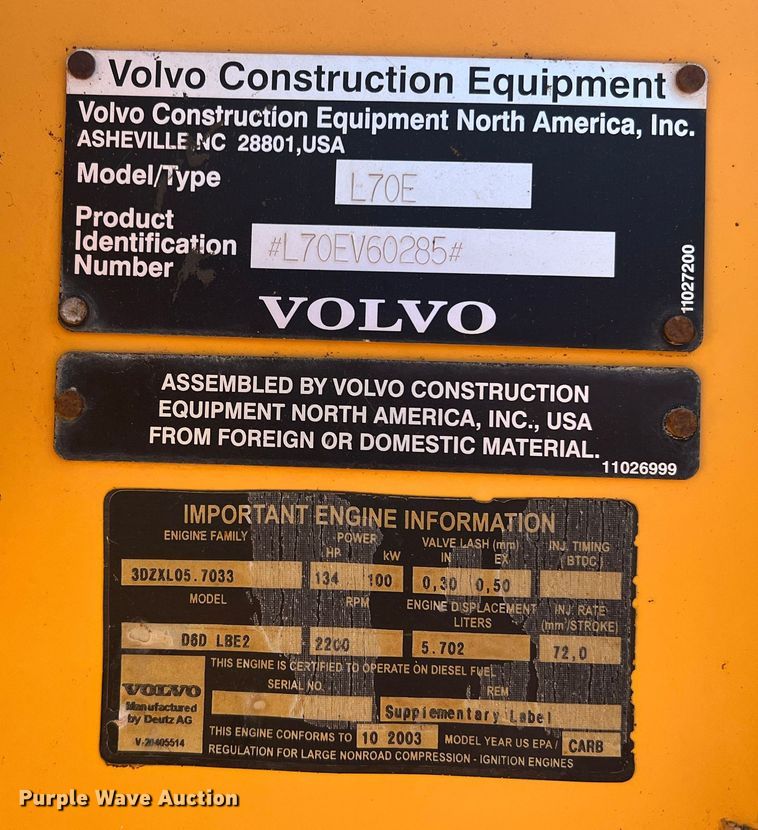 Volvo Construction Equipment
Volvo Construction Equipment North America, Inc.
ASHEVILLE NC 28801,USA
Model/Type L70E
Product
Identification
Number #L70EV60285#
11027200
VOLVO
ASSEMBLED BY VOLVO CONSTRUCTION
EQUIPMENT NORTH AMERICA, INC., USA
FROM FOREIGN OR DOMESTIC MATERIAL.
11026999
IMPORTANT ENGINE INFORMATION
ENGINE FAMILY POWER VALVE LASH (mm) INJ. TIMING
HP kW IN EX (BTDC)
3DZXL05.7033 134 100 0,30 0,50
MODEL RPM ENGINE DISPLACEMENT INJ. RATE
LITERS (mm³/STROKE)
D6D LBE2 2200 5.702 72,0
THIS ENGINE IS CERTIFIED TO OPERATE ON DIESEL FUEL
SERIAL NO. REM
Supplementary Label
VOLVO
Manufactured
by Deutz AG
V-20405514
THIS ENGINE CONFORMS TO 10 2003 MODEL YEAR US EPA / CARB
REGULATION FOR LARGE NONROAD COMPRESSION - IGNITION ENGINES
Purple Wave Auction